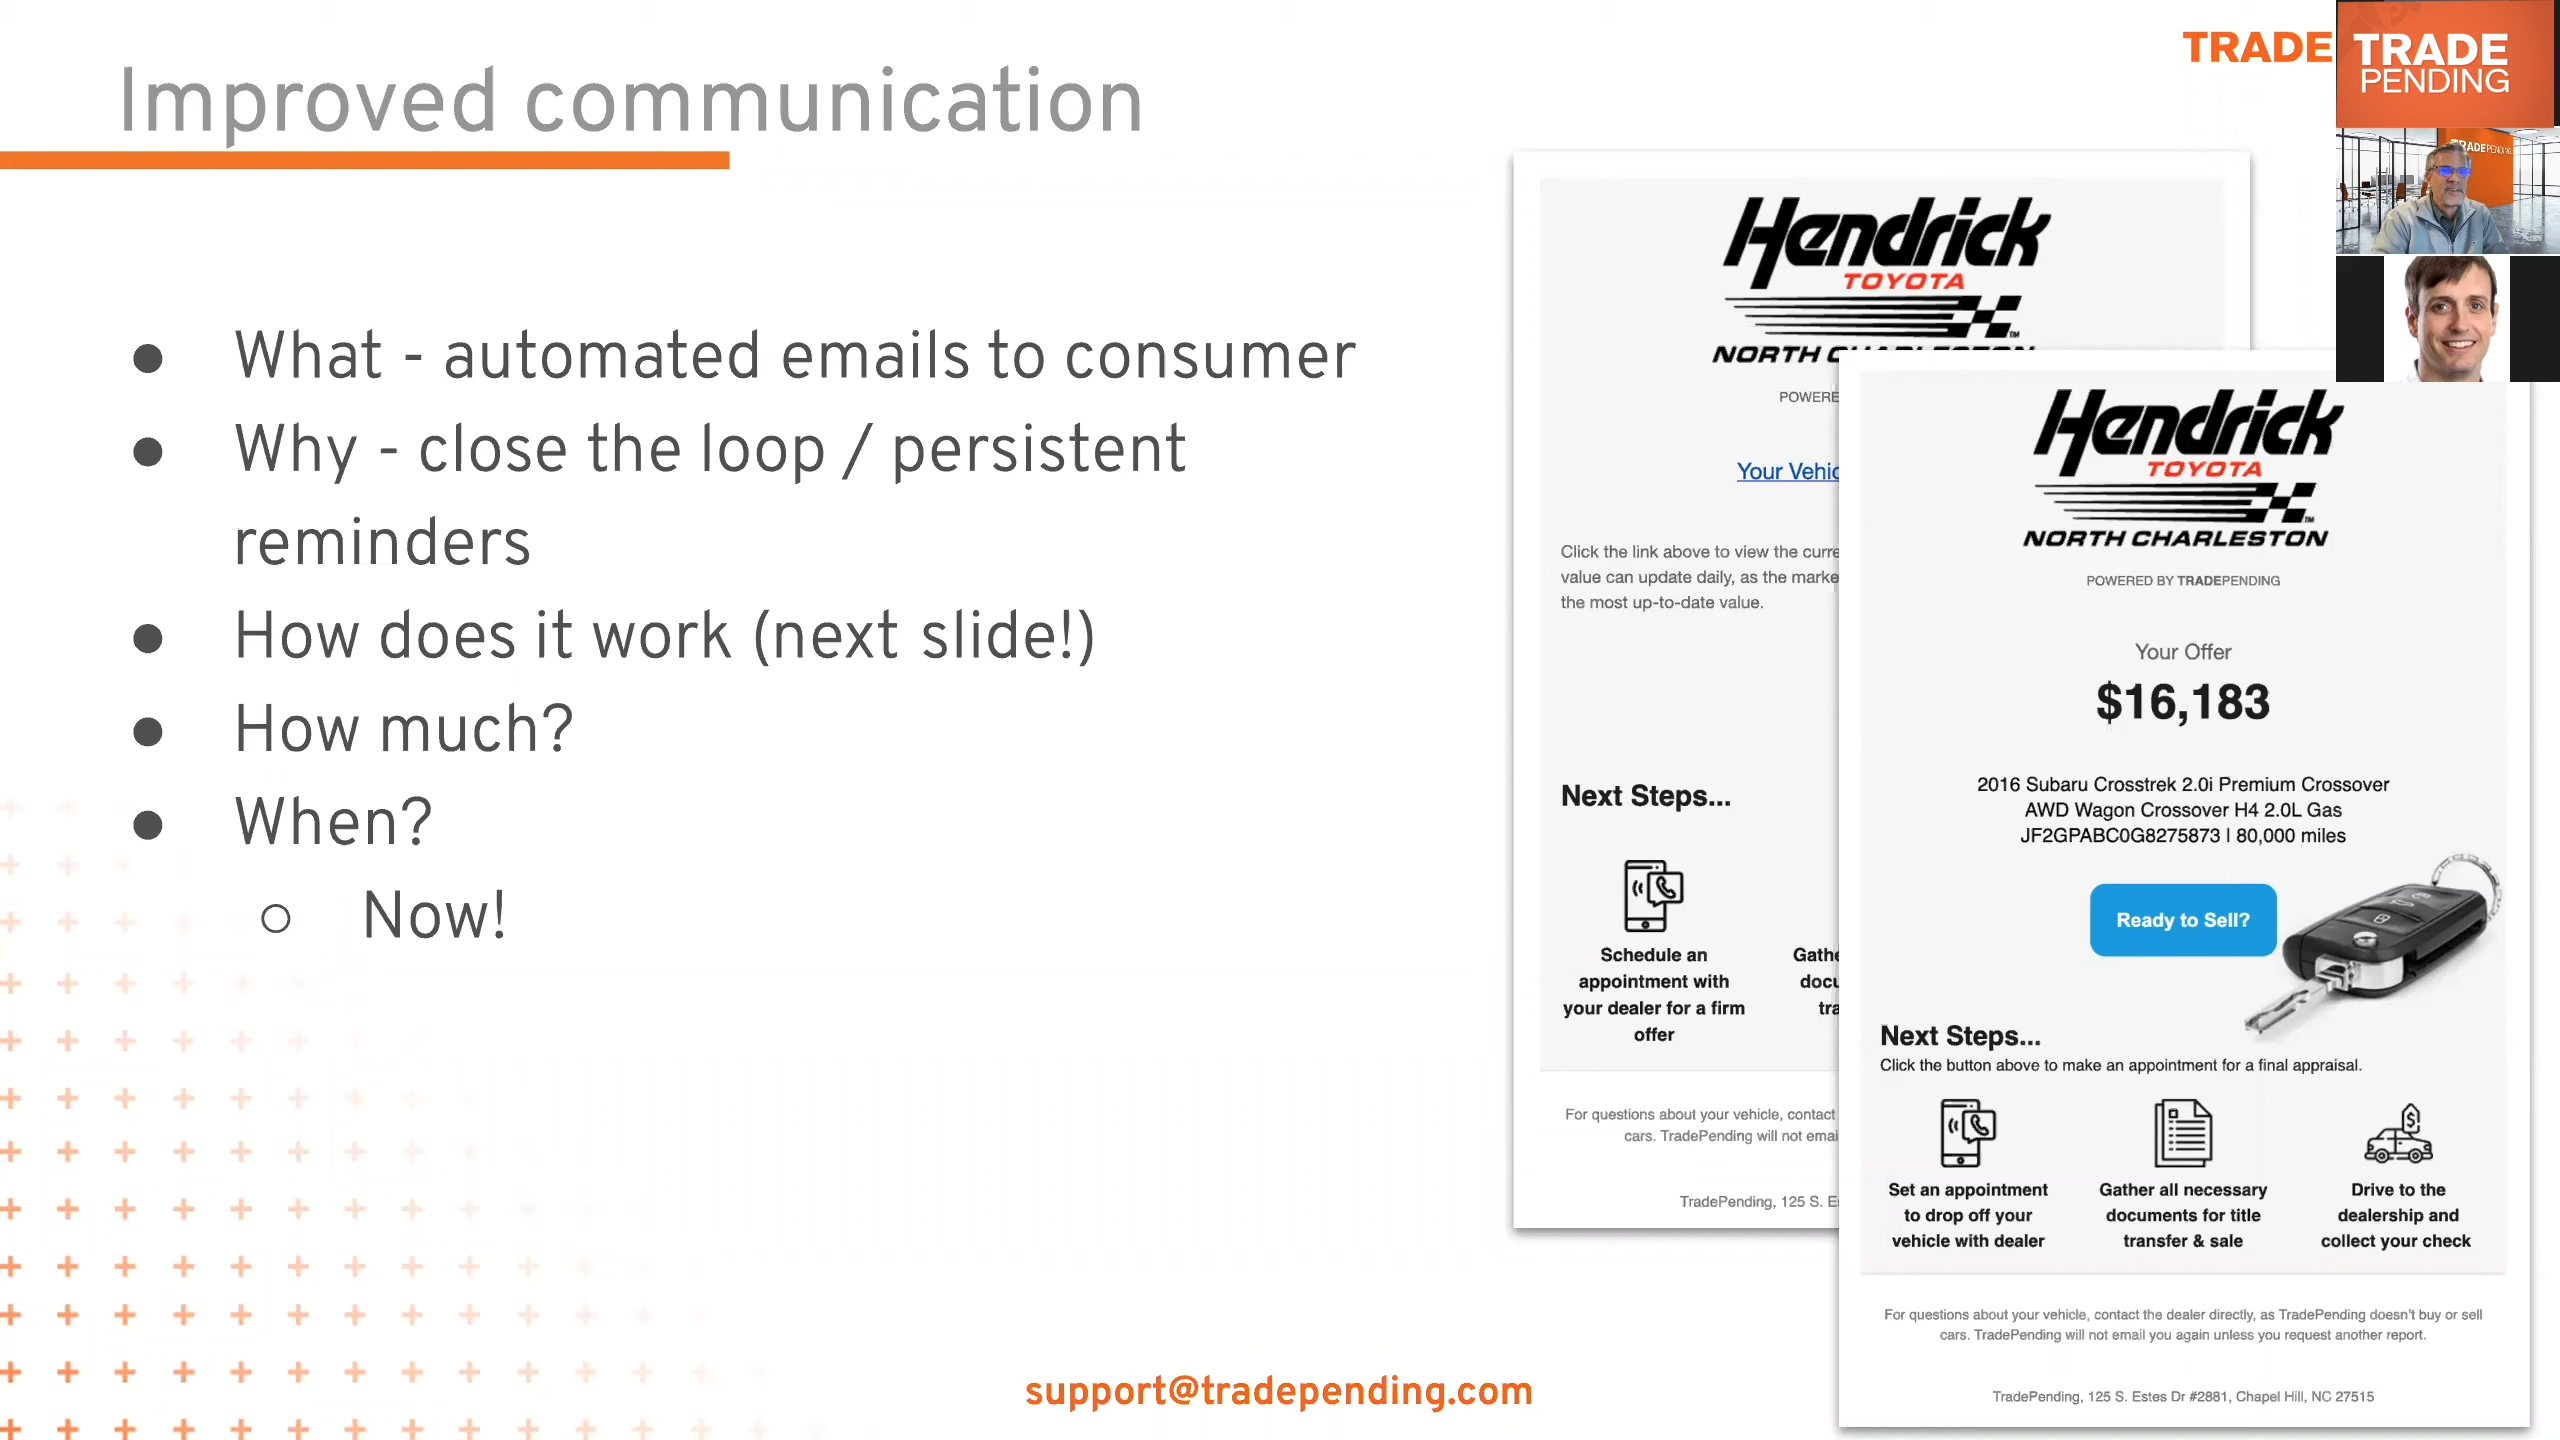 Improved communication
TRADE
TRADE
PENDING
TRADEPENDING
● What - automated emails to consumer
● Why - close the loop / persistent
reminders
● How does it work (next slide!)
● How much?
● When?
○ Now!
Hendrick
TOYOTA
NORTH
POWERE
Your Vehic
Click the link above to view the curre
value can update daily, as the marke
the most up-to-date value.
Next Steps...
Schedule an
appointment with
your dealer for a firm
offer
Gathe
docu
tra
For questions about your vehicle, contact
cars. TradePending will not emai
TradePending, 125 S. Es
Hendrick
TOYOTA
™
NORTH CHARLESTON
POWERED BY TRADEPENDING
Your Offer
$16,183
2016 Subaru Crosstrek 2.0i Premium Crossover
AWD Wagon Crossover H4 2.0L Gas
JF2GPABC0G8275873 | 80,000 miles
Ready to Sell?
Next Steps...
Click the button above to make an appointment for a final appraisal.
Set an appointment
to drop off your
vehicle with dealer
Gather all necessary
documents for title
transfer & sale
Drive to the
dealership and
collect your check
For questions about your vehicle, contact the dealer directly, as TradePending doesn't buy or sell
cars. TradePending will not email you again unless you request another report.
TradePending, 125 S. Estes Dr #2881, Chapel Hill, NC 27515
support@tradepending.com